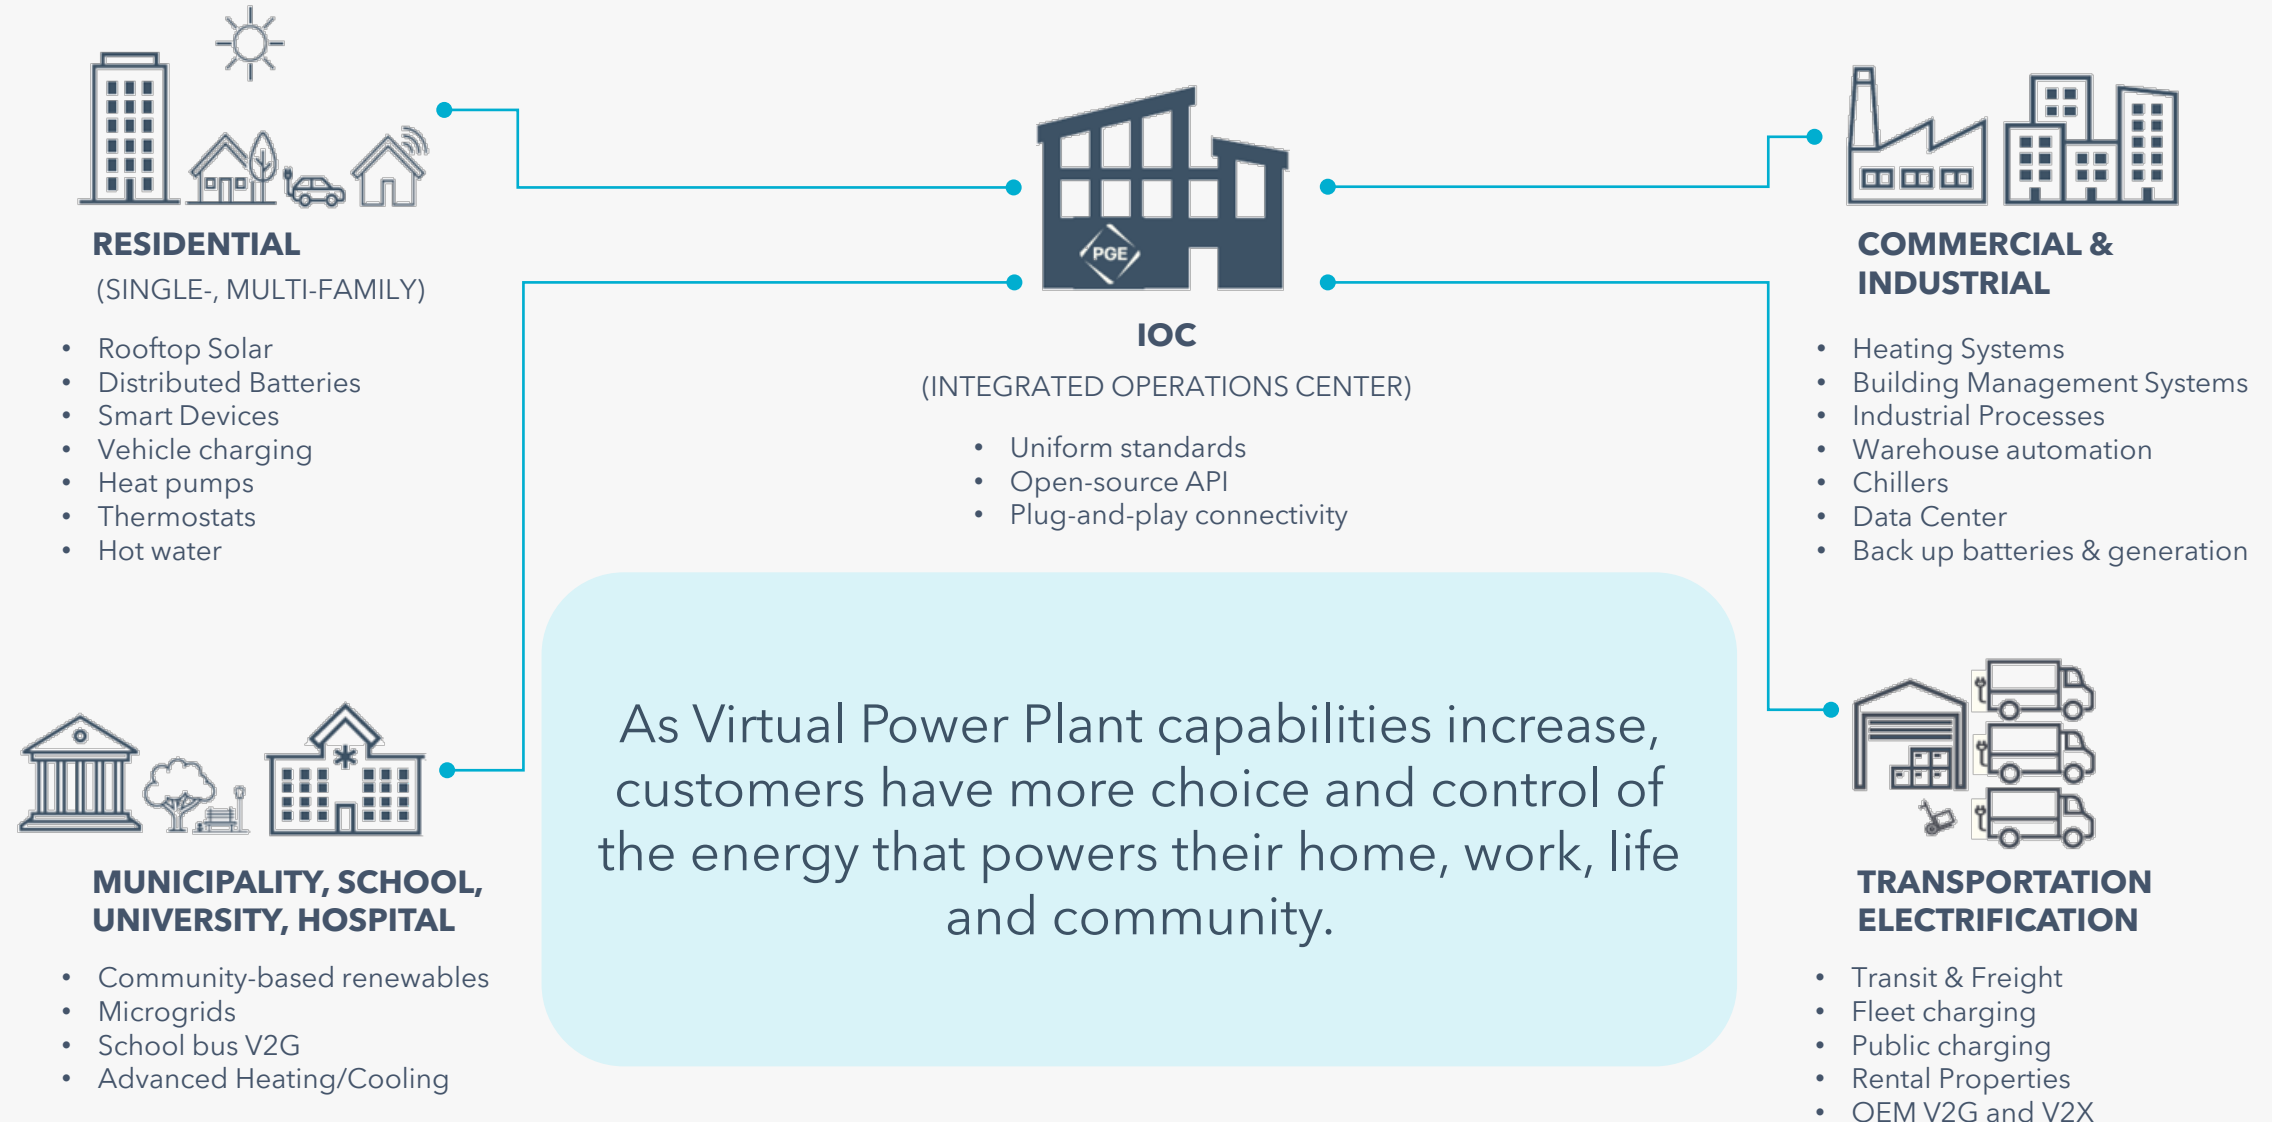 RESIDENTIAL
(SINGLE-, MULTI-FAMILY)
• Rooftop Solar
• Distributed Batteries
• Smart Devices
• Vehicle charging
• Heat pumps
• Thermostats
• Hot water
PGE
IOC
(INTEGRATED OPERATIONS CENTER)
• Uniform standards
• Open-source API
• Plug-and-play connectivity
COMMERCIAL &
INDUSTRIAL
• Heating Systems
• Building Management Systems
• Industrial Processes
• Warehouse automation
• Chillers
• Data Center
• Back up batteries & generation
As Virtual Power Plant capabilities increase,
customers have more choice and control of
the energy that powers their home, work, life
and community.
MUNICIPALITY, SCHOOL,
UNIVERSITY, HOSPITAL
• Community-based renewables
• Microgrids
• School bus V2G
• Advanced Heating/Cooling
TRANSPORTATION
ELECTRIFICATION
• Transit & Freight
• Fleet charging
• Public charging
• Rental Properties
• OEM V2G and V2X